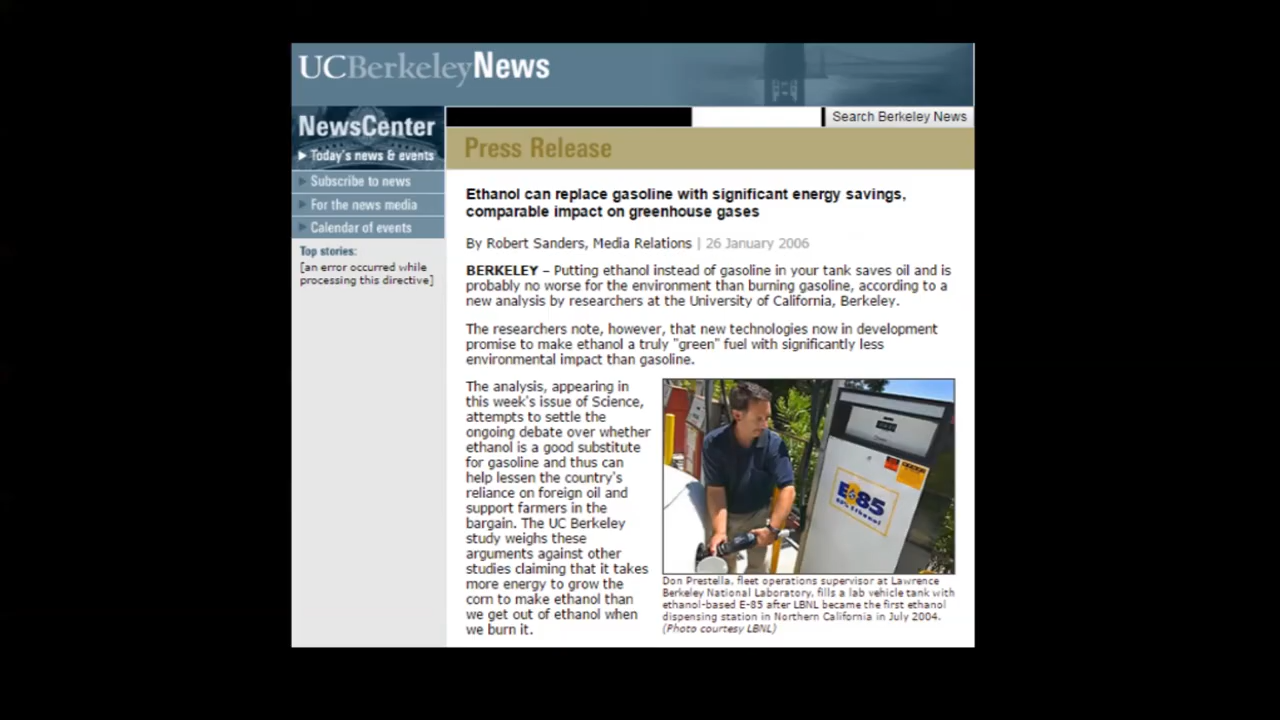 UCBerkeleyNews
NewsCenter
Today's news & events
Subscribe to news
For the news media
Calendar of events
Top stories:
[an error occurred while
processing this directive]
Search Berkeley News
Press Release
Ethanol can replace gasoline with significant energy savings,
comparable impact on greenhouse gases
By Robert Sanders, Media Relations | 26 January 2006
BERKELEY – Putting ethanol instead of gasoline in your tank saves oil and is
probably no worse for the environment than burning gasoline, according to a
new analysis by researchers at the University of California, Berkeley.
The researchers note, however, that new technologies now in development
promise to make ethanol a truly "green" fuel with significantly less
environmental impact than gasoline.
The analysis, appearing in
this week's issue of Science,
attempts to settle the
ongoing debate over whether
ethanol is a good substitute
for gasoline and thus can
help lessen the country's
reliance on foreign oil and
support farmers in the
bargain. The UC Berkeley
study weighs these
arguments against other
studies claiming that it takes
more energy to grow the
corn to make ethanol than
we get out of ethanol when
we burn it.
E85
85% Ethanol
Don Prestella, fleet operations supervisor at Lawrence
Berkeley National Laboratory, fills a lab vehicle tank with
ethanol-based E-85 after LBNL became the first ethanol
dispensing station in Northern California in July 2004.
(Photo courtesy LBNL)